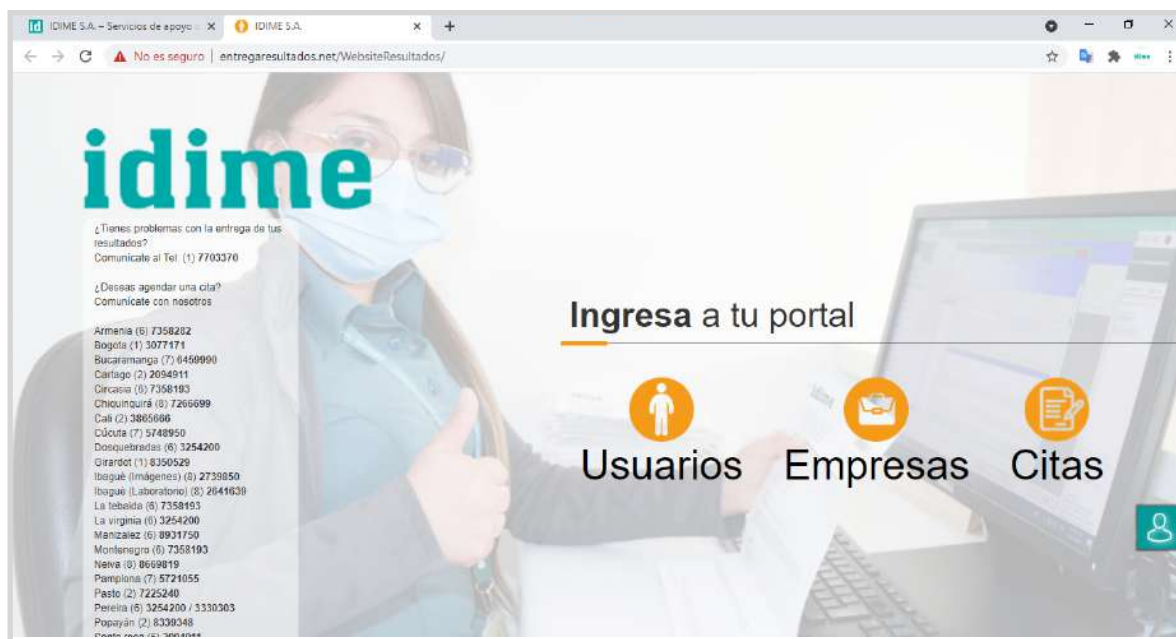 IDIME S.A. – Servicios de apoyo
IDIME S.A.
No es seguro | entregaresultados.net/WebsiteResultados/
idime
¿Tienes problemas con la entrega de tus
resultados?
Comunícate al Tel: (1) 7703370
¿Deseas agendar una cita?
Comunícate con nosotros
Armenia (6) 7358282
Bogota (1) 3077171
Bucaramanga (7) 6459990
Cartago (2) 2094911
Circasia (6) 7358193
Chiquinquirá (8) 7266699
Cali (2) 3865666
Cúcuta (7) 5748950
Dosquebradas (6) 3254200
Girardot (1) 8350529
Ibagué (Imágenes) (8) 2739850
Ibagué (Laboratorio) (8) 2641639
La tebaida (6) 7358193
La virginia (6) 3254200
Manizalez (6) 8931750
Montenegro (6) 7358193
Neiva (8) 8669819
Pamplona (7) 5721055
Pasto (2) 7225240
Pereira (6) 3254200 / 3330303
Popayán (2) 8339348
Ingresa a tu portal
Usuarios Empresas Citas